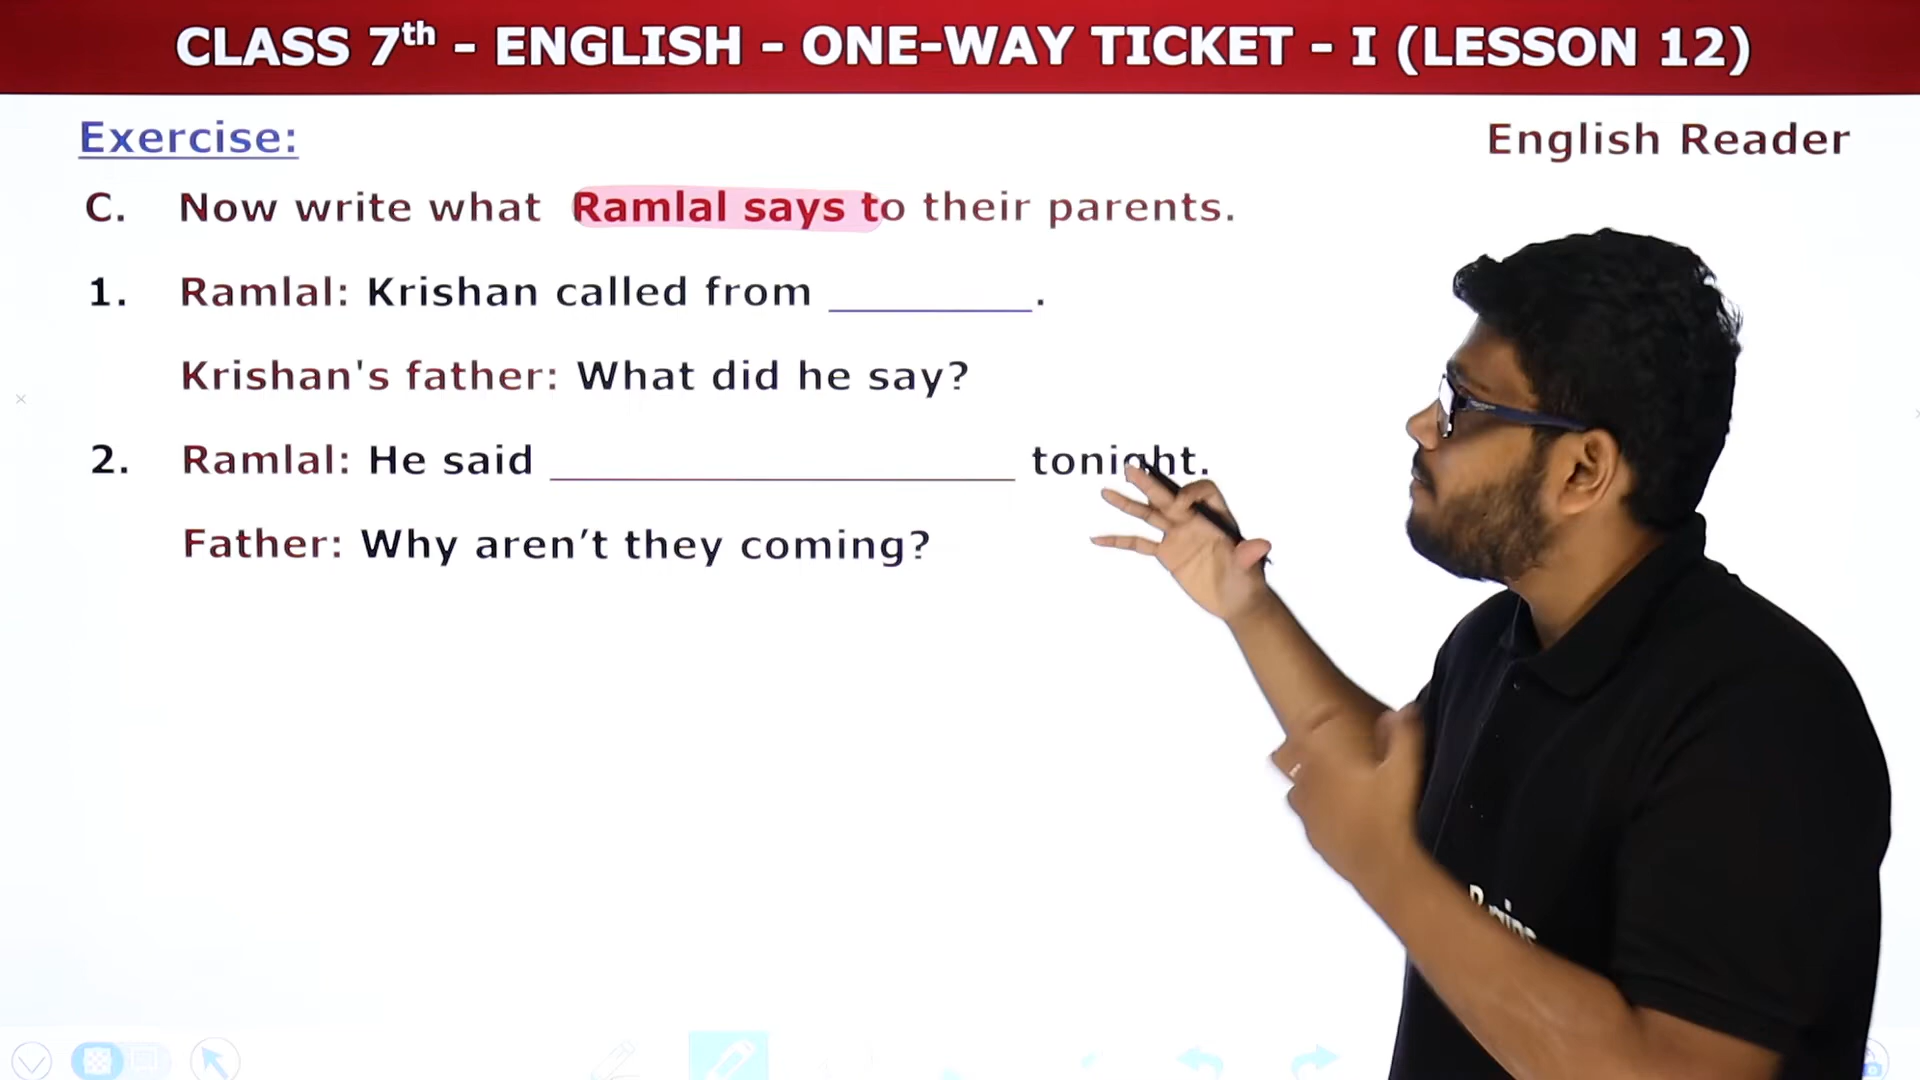 CLASS 7th - ENGLISH - ONE-WAY TICKET - I (LESSON 12)
Exercise:
English Reader
C. Now write what Ramlal says to their parents.
1. Ramlal: Krishan called from ________.
Krishan's father: What did he say?
2. Ramlal: He said ____________________ tonight.
Father: Why aren’t they coming?